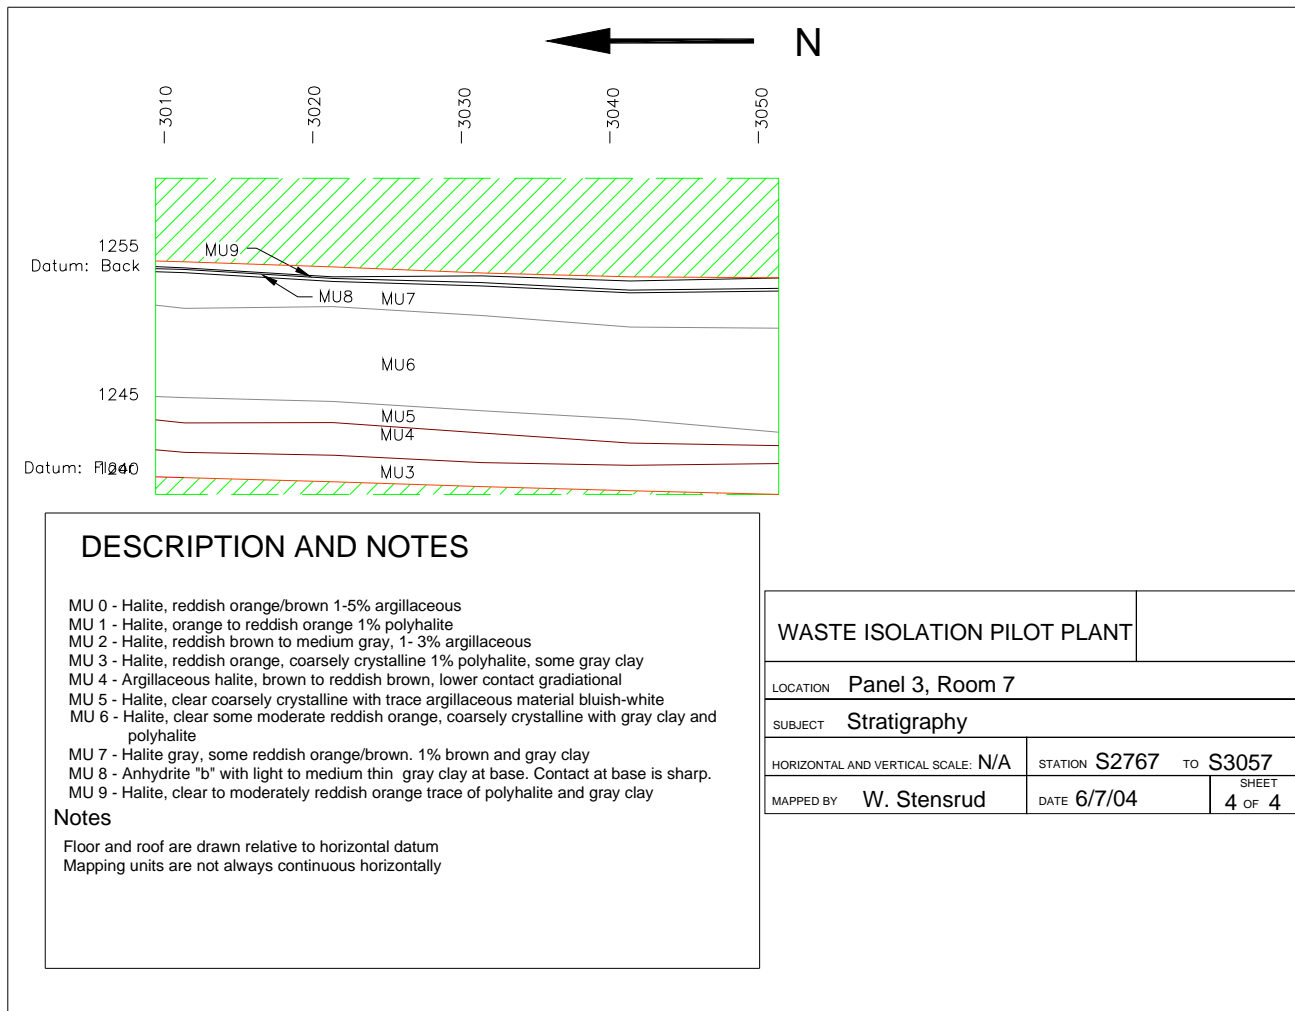 N
-3010
-3020
-3030
-3040
-3050
1255
Datum: Back
MU9
MU8
MU7
MU6
1245
MU5
MU4
Datum: Floor
1240
MU3
DESCRIPTION AND NOTES
MU 0 - Halite, reddish orange/brown 1-5% argillaceous
MU 1 - Halite, orange to reddish orange 1% polyhalite
MU 2 - Halite, reddish brown to medium gray, 1- 3% argillaceous
MU 3 - Halite, reddish orange, coarsely crystalline 1% polyhalite, some gray clay
MU 4 - Argillaceous halite, brown to reddish brown, lower contact gradiational
MU 5 - Halite, clear coarsely crystalline with trace argillaceous material bluish-white
MU 6 - Halite, clear some moderate reddish orange, coarsely crystalline with gray clay and
polyhalite
MU 7 - Halite gray, some reddish orange/brown. 1% brown and gray clay
MU 8 - Anhydrite "b" with light to medium thin gray clay at base. Contact at base is sharp.
MU 9 - Halite, clear to moderately reddish orange trace of polyhalite and gray clay
Notes
Floor and roof are drawn relative to horizontal datum
Mapping units are not always continuous horizontally
WASTE ISOLATION PILOT PLANT
LOCATION Panel 3, Room 7
SUBJECT Stratigraphy
HORIZONTAL AND VERTICAL SCALE: N/A
STATION S2767 TO S3057
MAPPED BY W. Stensrud
DATE 6/7/04
SHEET
4 OF 4